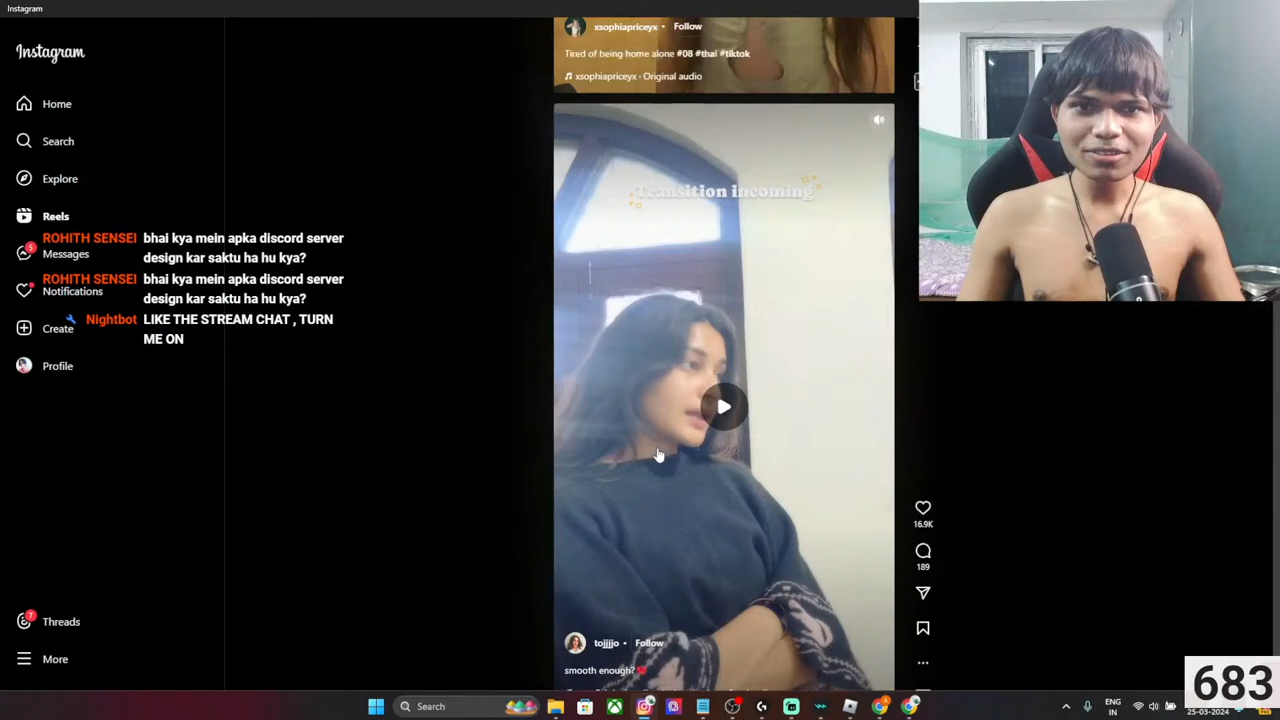 Instagram
Instagram
Home
Search
Explore
Reels
Messages
5
Notifications
Create
Profile
ROHITH SENSEI bhai kya mein apka discord server
design kar saktu ha hu kya?
ROHITH SENSEI bhai kya mein apka discord server
design kar saktu ha hu kya?
Nightbot LIKE THE STREAM CHAT , TURN
ME ON
Threads
7
More
xsophiapriceyx • Follow
Tired of being home alone #08 #thai #tiktok
xsophiapriceyx • Original audio
Transition incoming
tojjjjo • Follow
smooth enough?
16.9K
189
683
Search
ENG
IN
25-03-2024